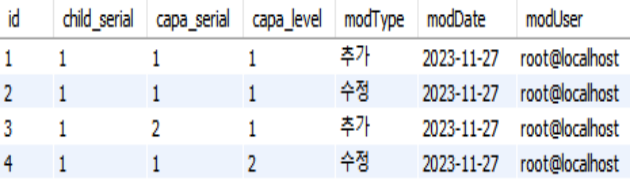 id child_serial capa_serial capa_level modType modDate modUser
1 1 1 1 추가 2023-11-27 root@localhost
2 1 1 1 수정 2023-11-27 root@localhost
3 1 2 1 추가 2023-11-27 root@localhost
4 1 1 2 수정 2023-11-27 root@localhost